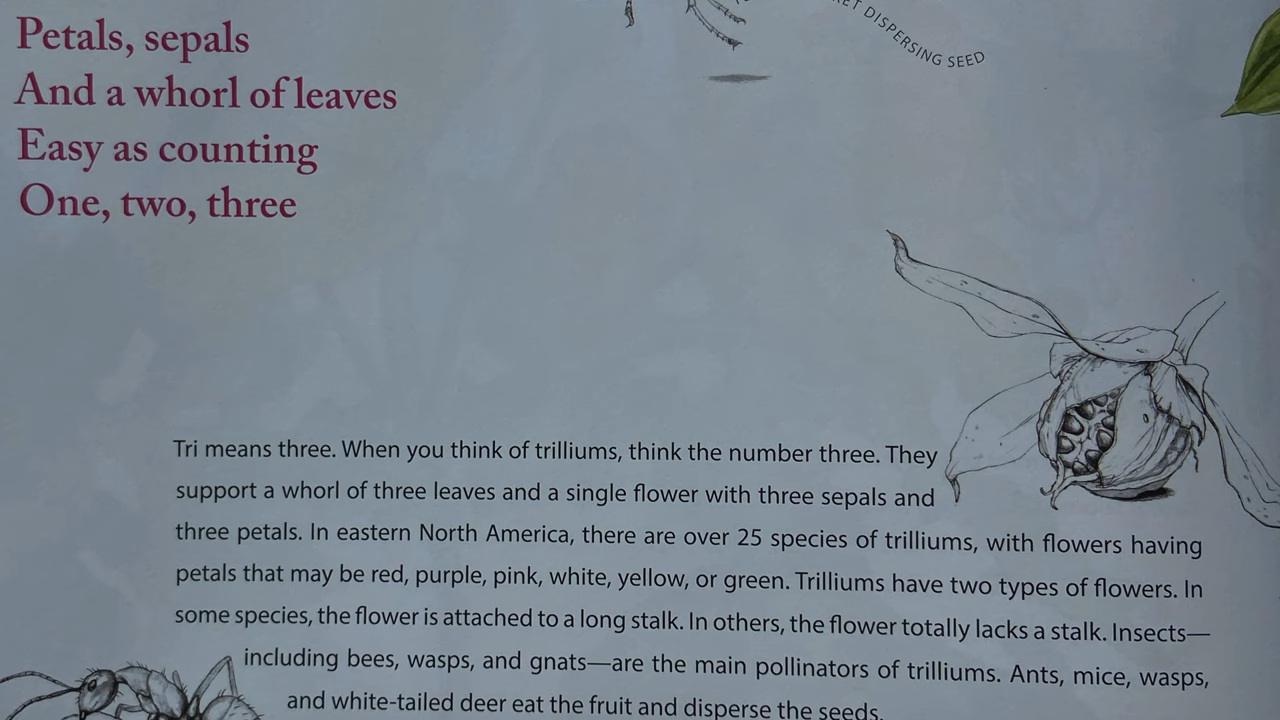 DISPERSING SEED
Petals, sepals
And a whorl of leaves
Easy as counting
One, two, three
Tri means three. When you think of trilliums, think the number three. They
support a whorl of three leaves and a single flower with three sepals and
three petals. In eastern North America, there are over 25 species of trilliums, with flowers having
petals that may be red, purple, pink, white, yellow, or green. Trilliums have two types of flowers. In
some species, the flower is attached to a long stalk. In others, the flower totally lacks a stalk. Insects—
including bees, wasps, and gnats—are the main pollinators of trilliums. Ants, mice, wasps,
and white-tailed deer eat the fruit and disperse the seeds.